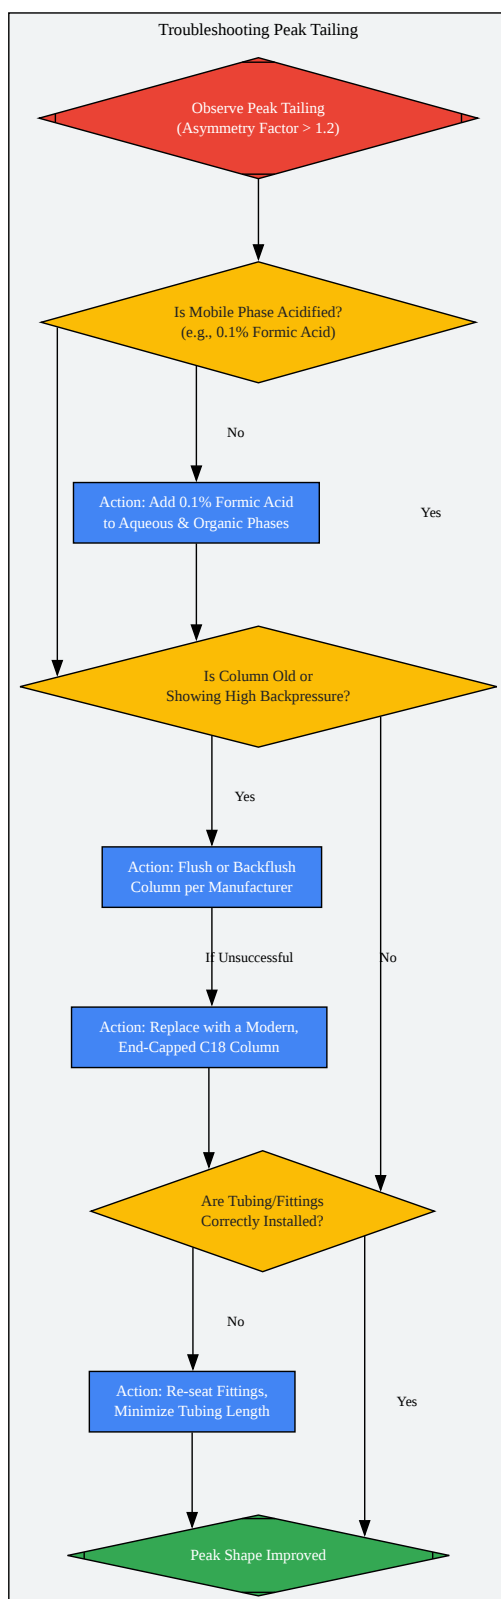 Troubleshooting Peak Tailing
Observe Peak Tailing
(Asymmetry Factor > 1.2)
Is Mobile Phase Acidified?
(e.g., 0.1% Formic Acid)
No
Action: Add 0.1% Formic Acid
to Aqueous & Organic Phases
Yes
Is Column Old or
Showing High Backpressure?
Yes
Action: Flush or Backflush
Column per Manufacturer
If Unsuccessful
No
Action: Replace with a Modern,
End-Capped C18 Column
Are Tubing/Fittings
Correctly Installed?
No
Action: Re-seat Fittings,
Minimize Tubing Length
Yes
Peak Shape Improved